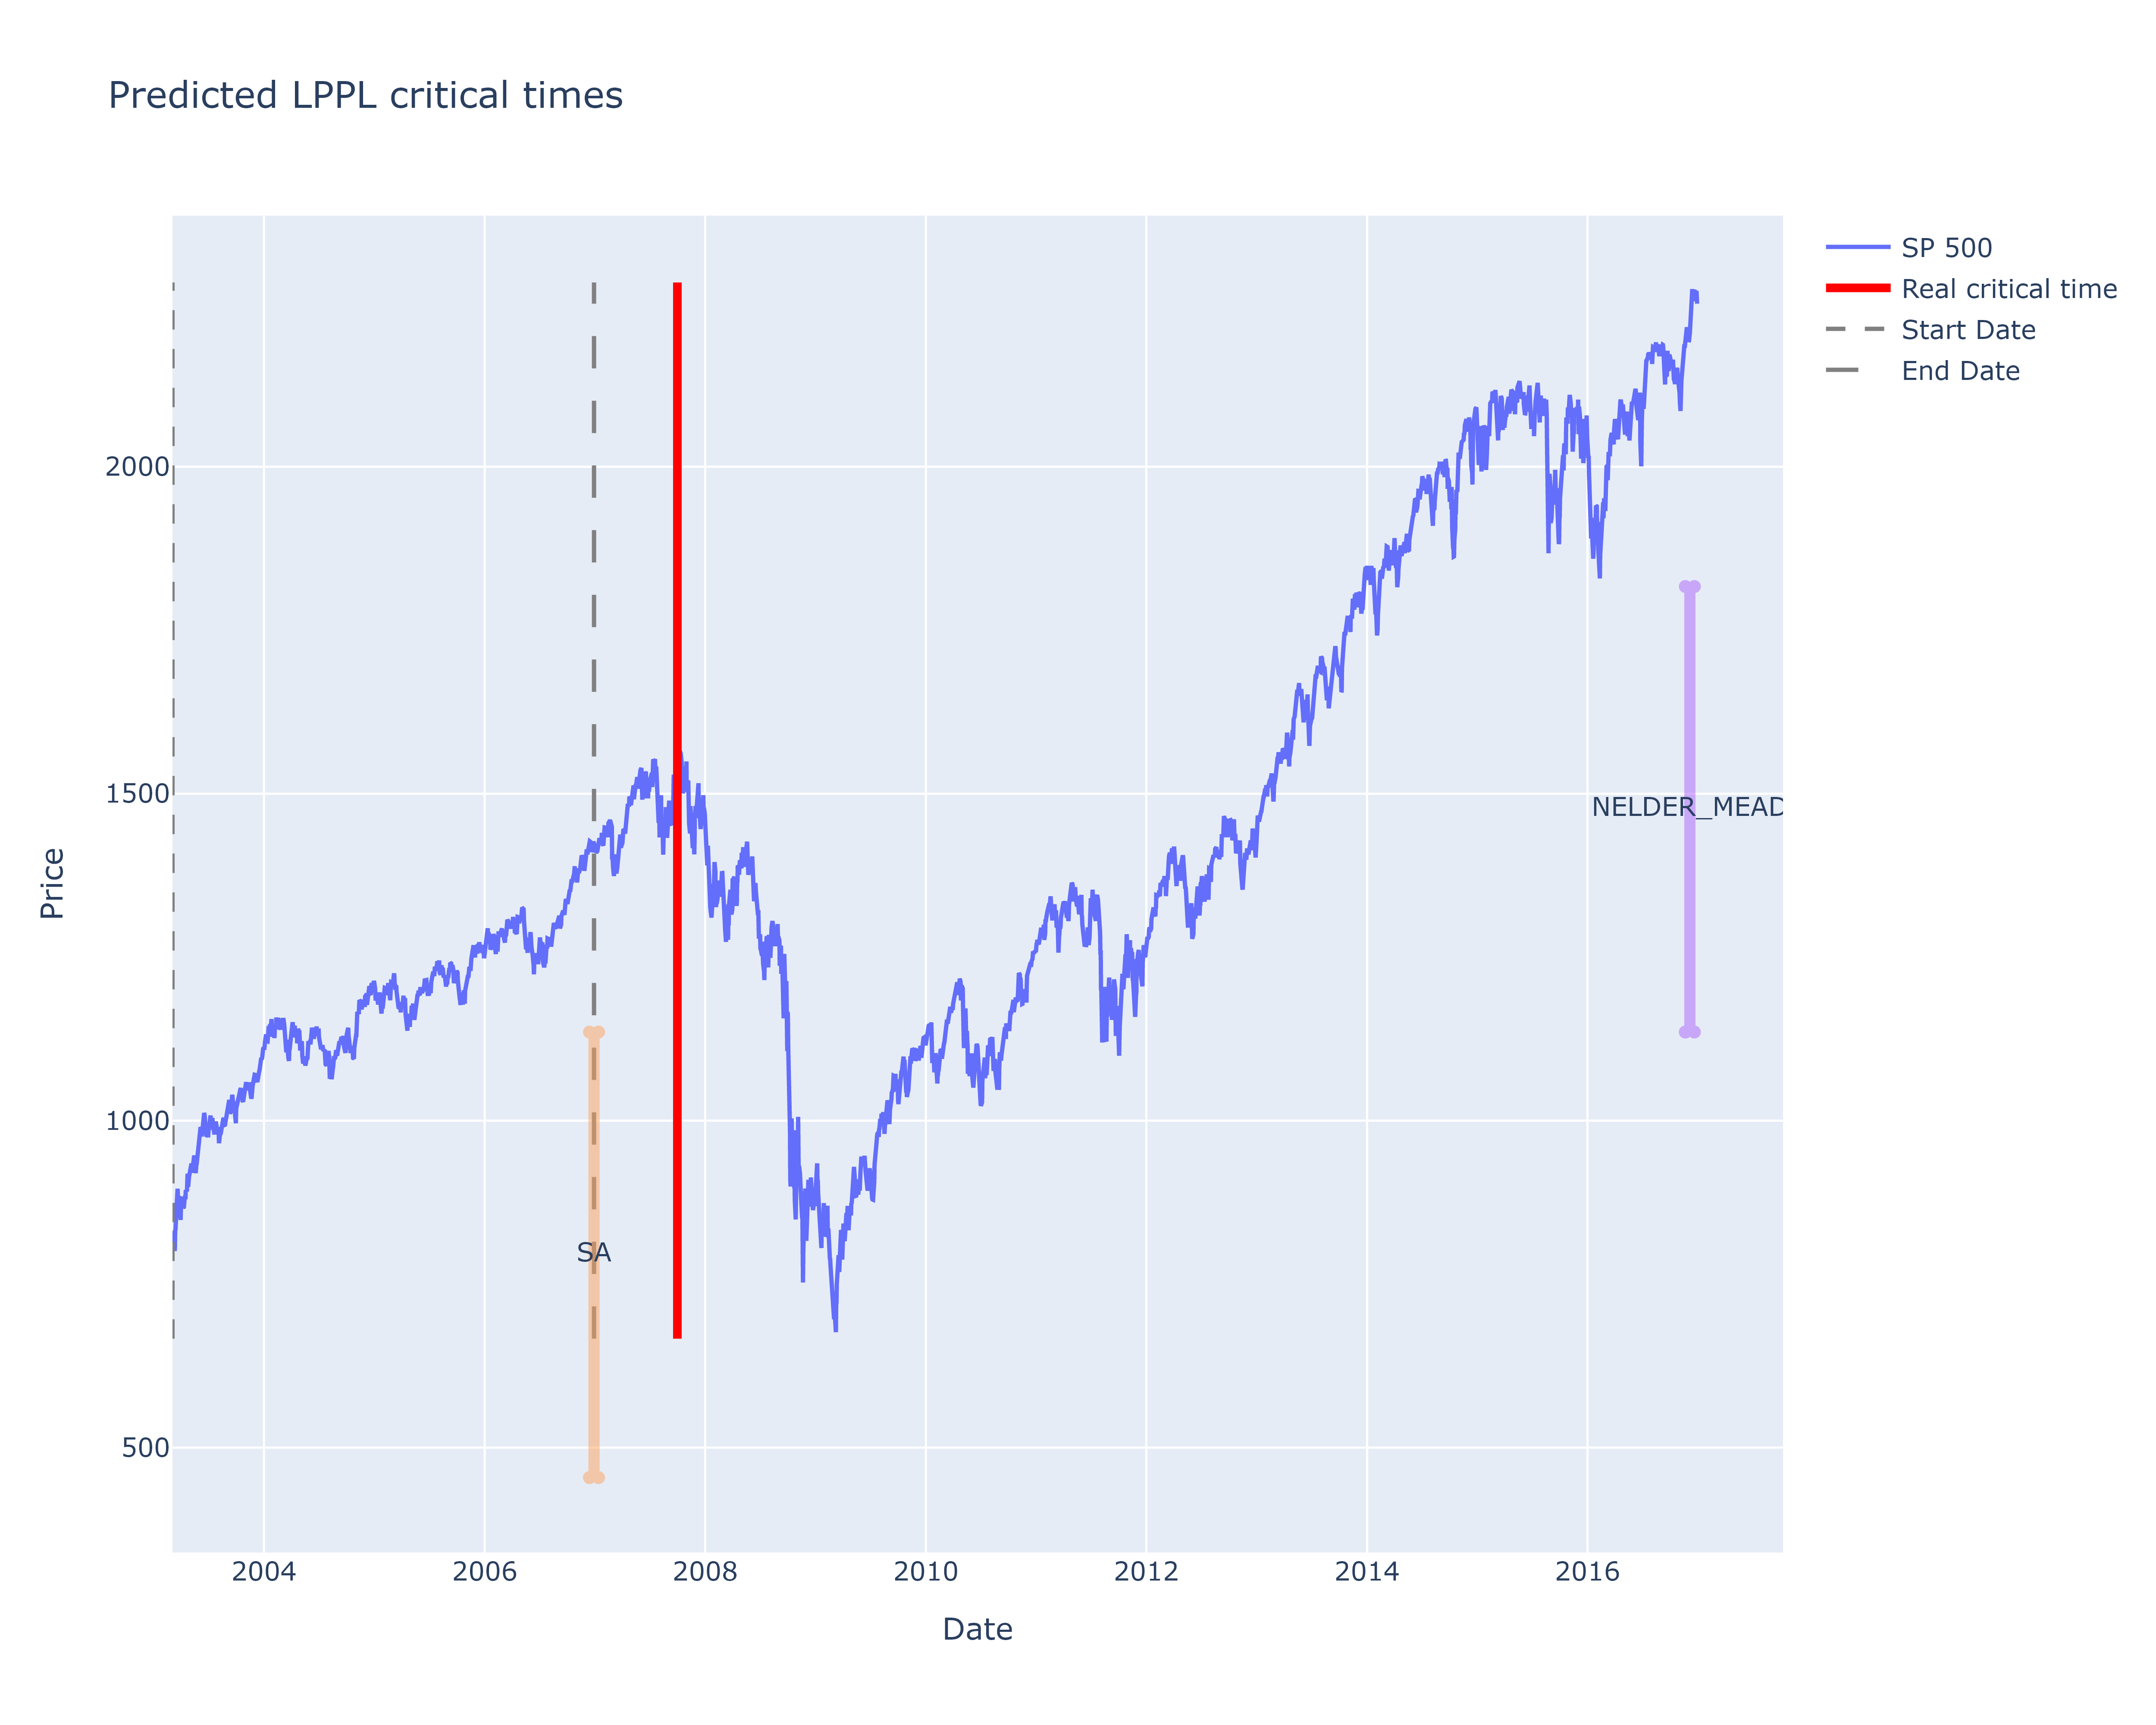 Predicted LPPL critical times
SP 500
Real critical time
Start Date
End Date
2000
1500
1000
500
Price
NELDER_MEAD
SA
2004
2006
2008
2010
2012
2014
2016
Date